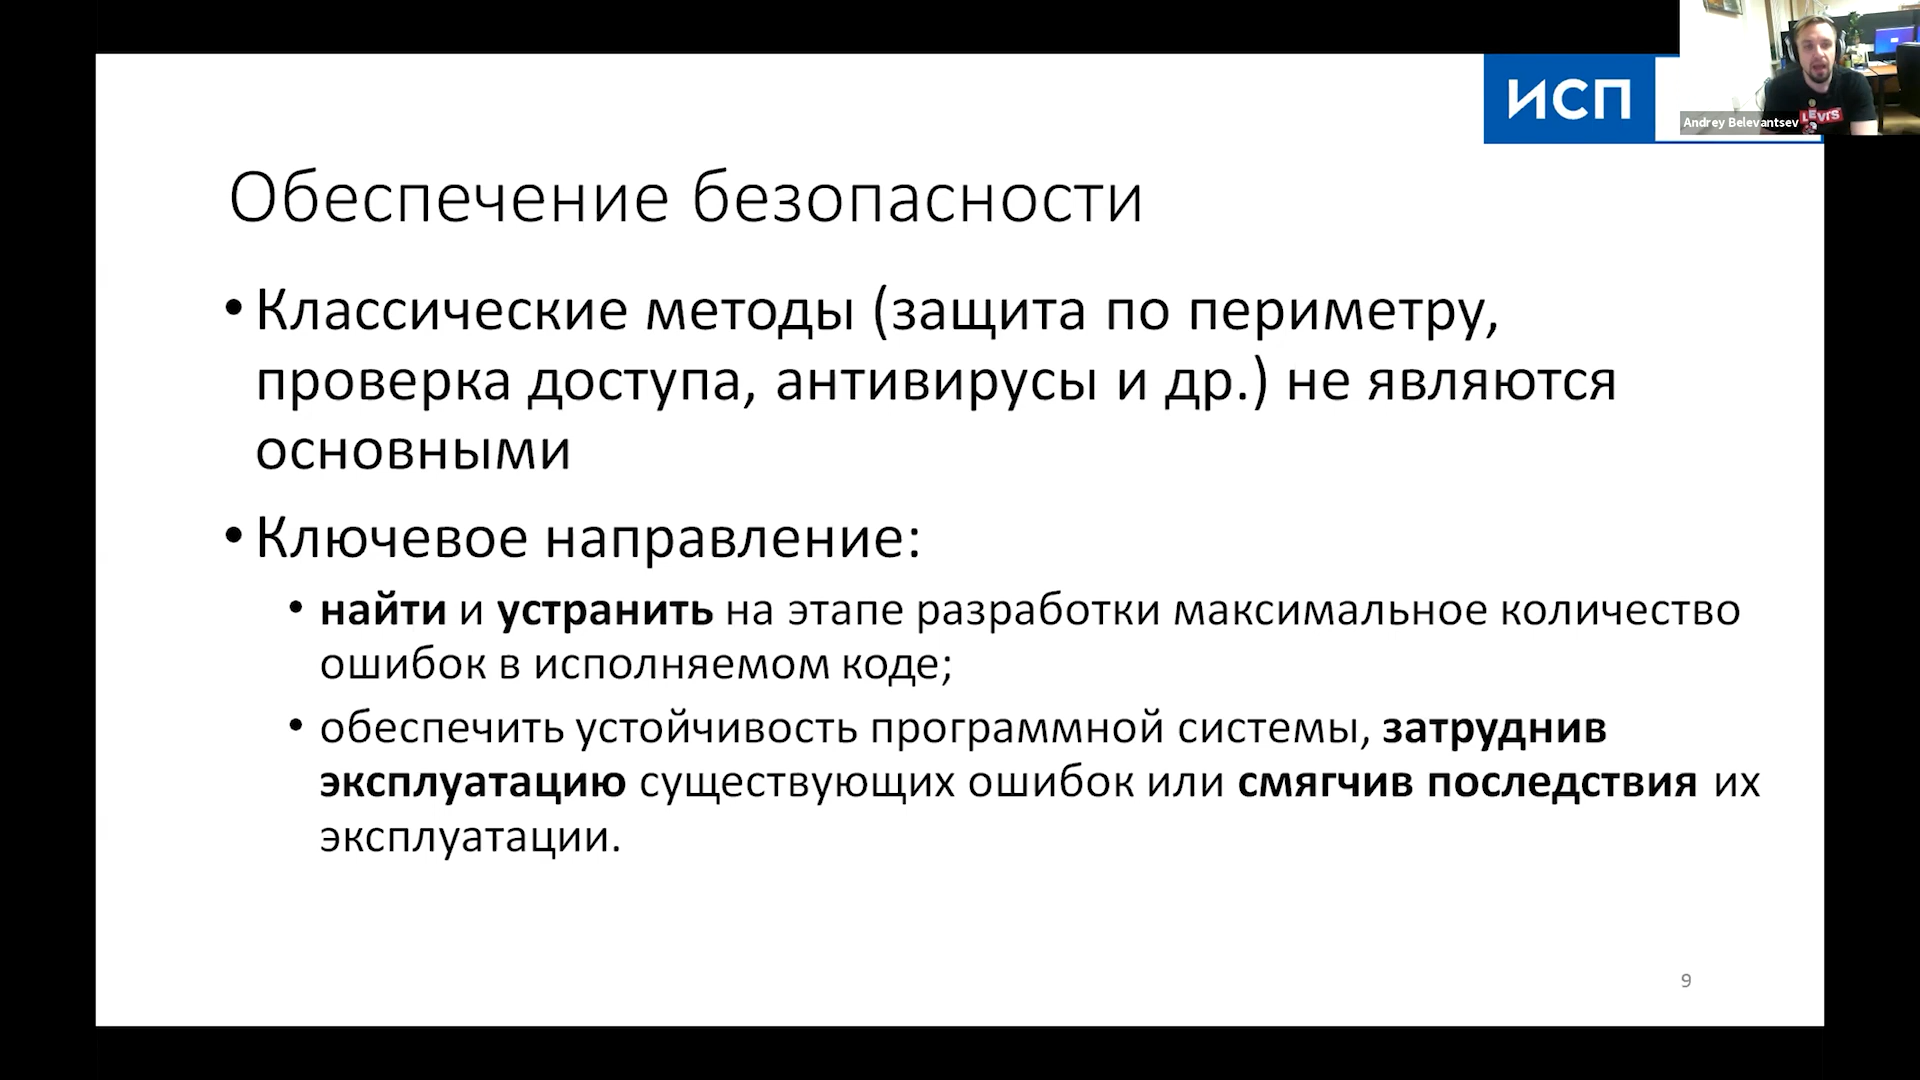 ИСП
Andrey Belevantsev
LEVI'S
Обеспечение безопасности
• Классические методы (защита по периметру,
проверка доступа, антивирусы и др.) не являются
основными
• Ключевое направление:
• найти и устранить на этапе разработки максимальное количество
ошибок в исполняемом коде;
• обеспечить устойчивость программной системы, затруднив
эксплуатацию существующих ошибок или смягчив последствия их
эксплуатации.
9